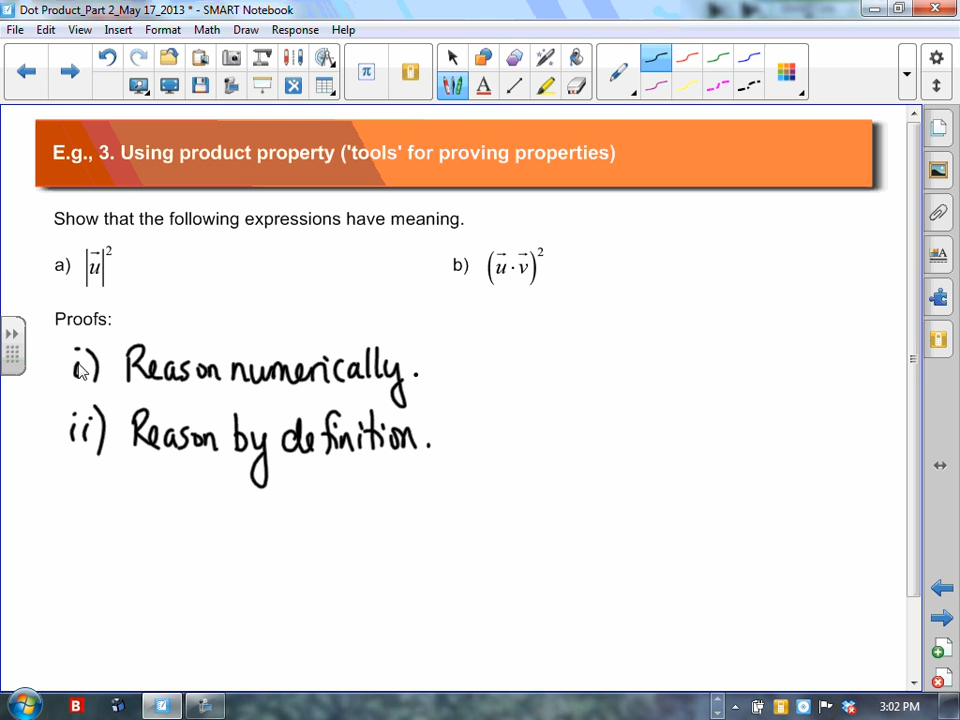 Dot Product_Part 2_May 17_2013 * - SMART Notebook
File Edit View Insert Format Math Draw Response Help
E.g., 3. Using product property ('tools' for proving properties)
Show that the following expressions have meaning.
a) |u⃗|² b) (u⃗ · v⃗)²
Proofs:
i) Reason numerically.
ii) Reason by definition.
3:02 PM